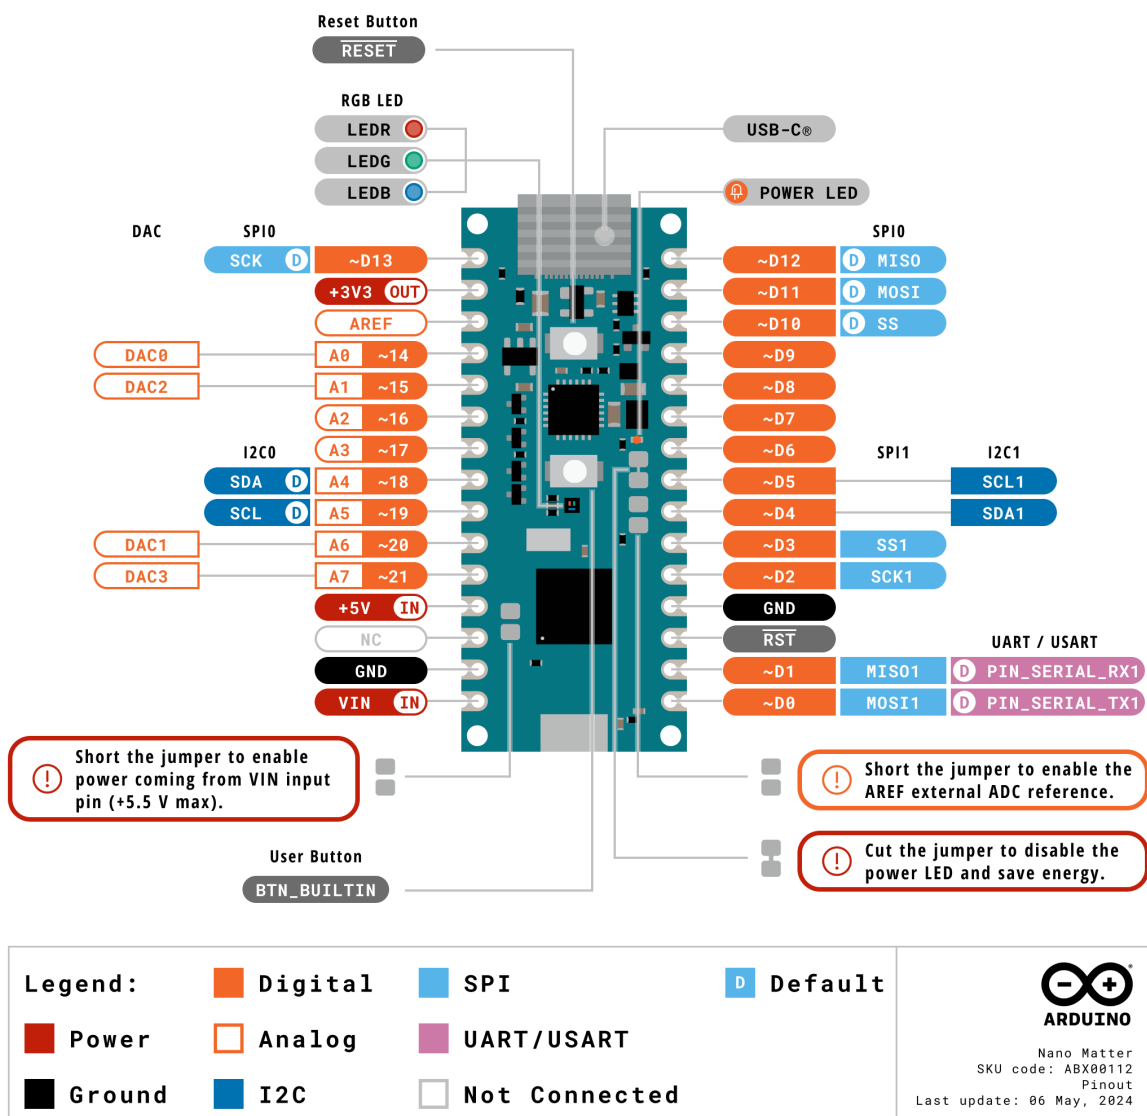 Reset Button
RESET
RGB LED
LEDR
LEDG
LEDB
USB-C®
POWER LED
DAC
SPI0
SCK D ~D13
+3V3 OUT
AREF
DAC0 A0 ~14
DAC2 A1 ~15
A2 ~16
A3 ~17
I2C0
SDA D A4 ~18
SCL D A5 ~19
DAC1 A6 ~20
DAC3 A7 ~21
+5V IN
NC
GND
VIN IN
SPI0
~D12 D MISO
~D11 D MOSI
~D10 D SS
~D9
~D8
~D7
~D6
SPI1 I2C1
~D5 SCL1
~D4 SDA1
~D3 SS1
~D2 SCK1
GND
RST
UART / USART
~D1 MISO1 D PIN_SERIAL_RX1
~D0 MOSI1 D PIN_SERIAL_TX1
Short the jumper to enable
power coming from VIN input
pin (+5.5 V max).
Short the jumper to enable the
AREF external ADC reference.
Cut the jumper to disable the
power LED and save energy.
User Button
BTN_BUILTIN
Legend:
Digital
SPI
D Default
Power
Analog
UART/USART
Ground
I2C
Not Connected
ARDUINO
Nano Matter
SKU code: ABX00112
Pinout
Last update: 06 May, 2024